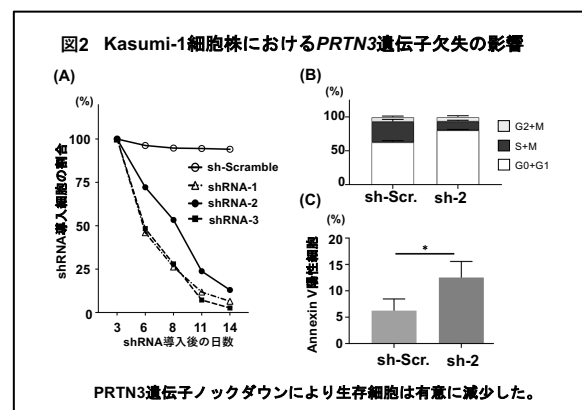 図2 Kasumi-1細胞株におけるPRTN3遺伝子欠失の影響
(A)
(%)
100
75
50
25
0
shRNA導入細胞の割合
sh-Scramble
shRNA-1
shRNA-2
shRNA-3
3 6 8 11 14
shRNA導入後の日数
(B)
(%)
100
50
0
G2+M
S+M
G0+G1
sh-Scr. sh-2
(C)
(%)
20
15
10
5
0
Annexin V陽性細胞
*
sh-Scr. sh-2
PRTN3遺伝子ノックダウンにより生存細胞は有意に減少した。